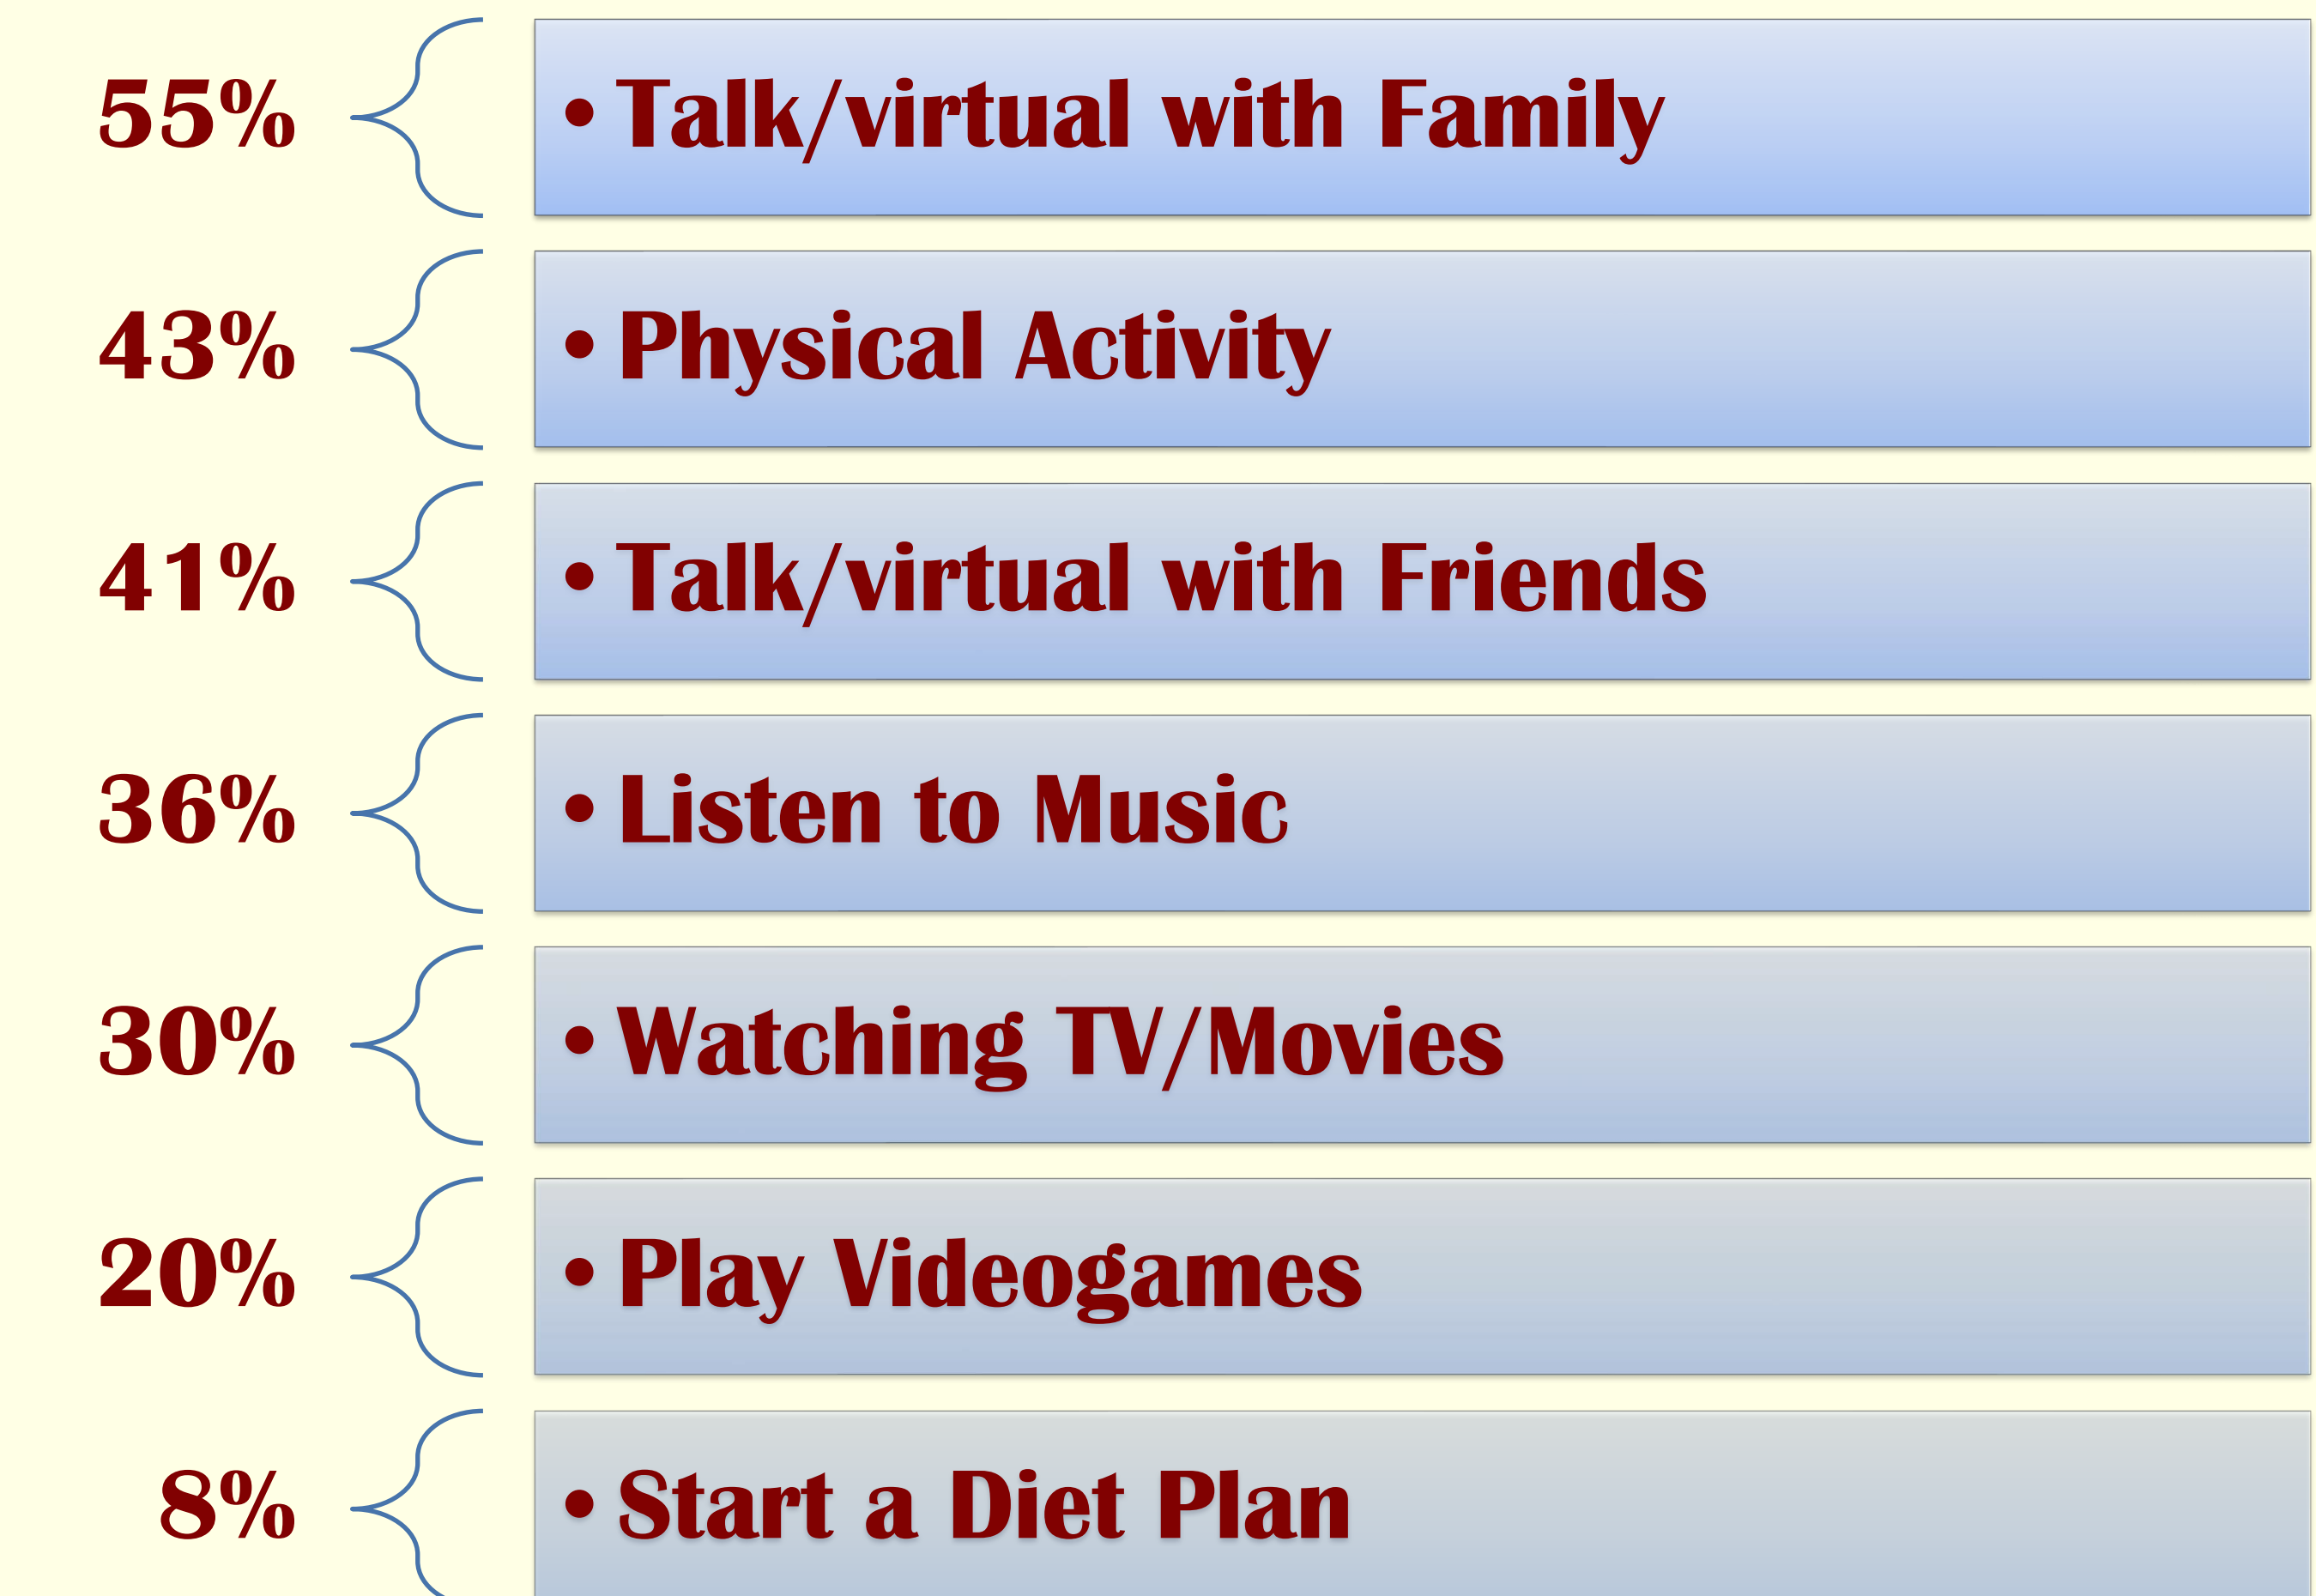 55% • Talk/virtual with Family
43% • Physical Activity
41% • Talk/virtual with Friends
36% • Listen to Music
30% • Watching TV/Movies
20% • Play Videogames
8% • Start a Diet Plan